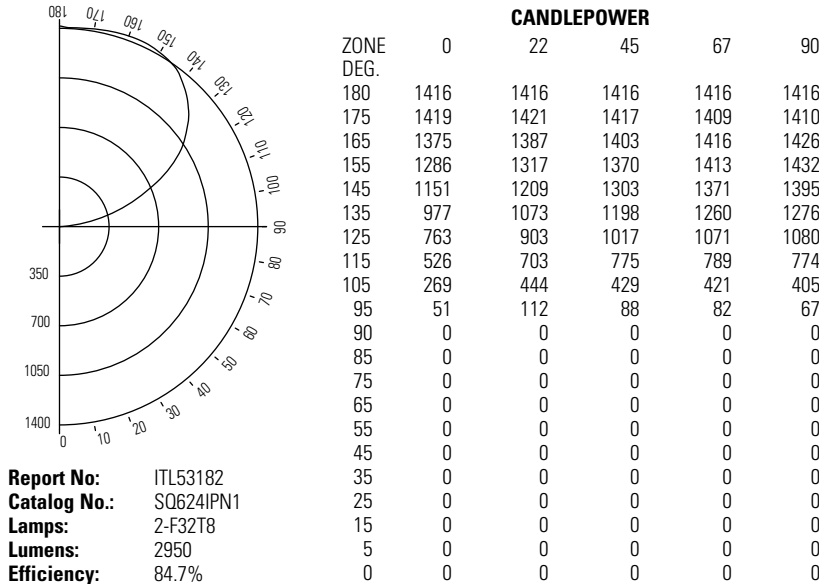 180
170
160
150
140
130
120
110
100
90
80
70
60
50
40
30
20
10
0
350
700
1050
1400
CANDLEPOWER
ZONE 0 22 45 67 90
DEG.
180 1416 1416 1416 1416 1416
175 1419 1421 1417 1409 1410
165 1375 1387 1403 1416 1426
155 1286 1317 1370 1413 1432
145 1151 1209 1303 1371 1395
135 977 1073 1198 1260 1276
125 763 903 1017 1071 1080
115 526 703 775 789 774
105 269 444 429 421 405
95 51 112 88 82 67
90 0 0 0 0 0
85 0 0 0 0 0
75 0 0 0 0 0
65 0 0 0 0 0
55 0 0 0 0 0
45 0 0 0 0 0
35 0 0 0 0 0
25 0 0 0 0 0
15 0 0 0 0 0
5 0 0 0 0 0
0 0 0 0 0 0
Report No: ITL53182
Catalog No.: SQ624IPN1
Lamps: 2-F32T8
Lumens: 2950
Efficiency: 84.7%